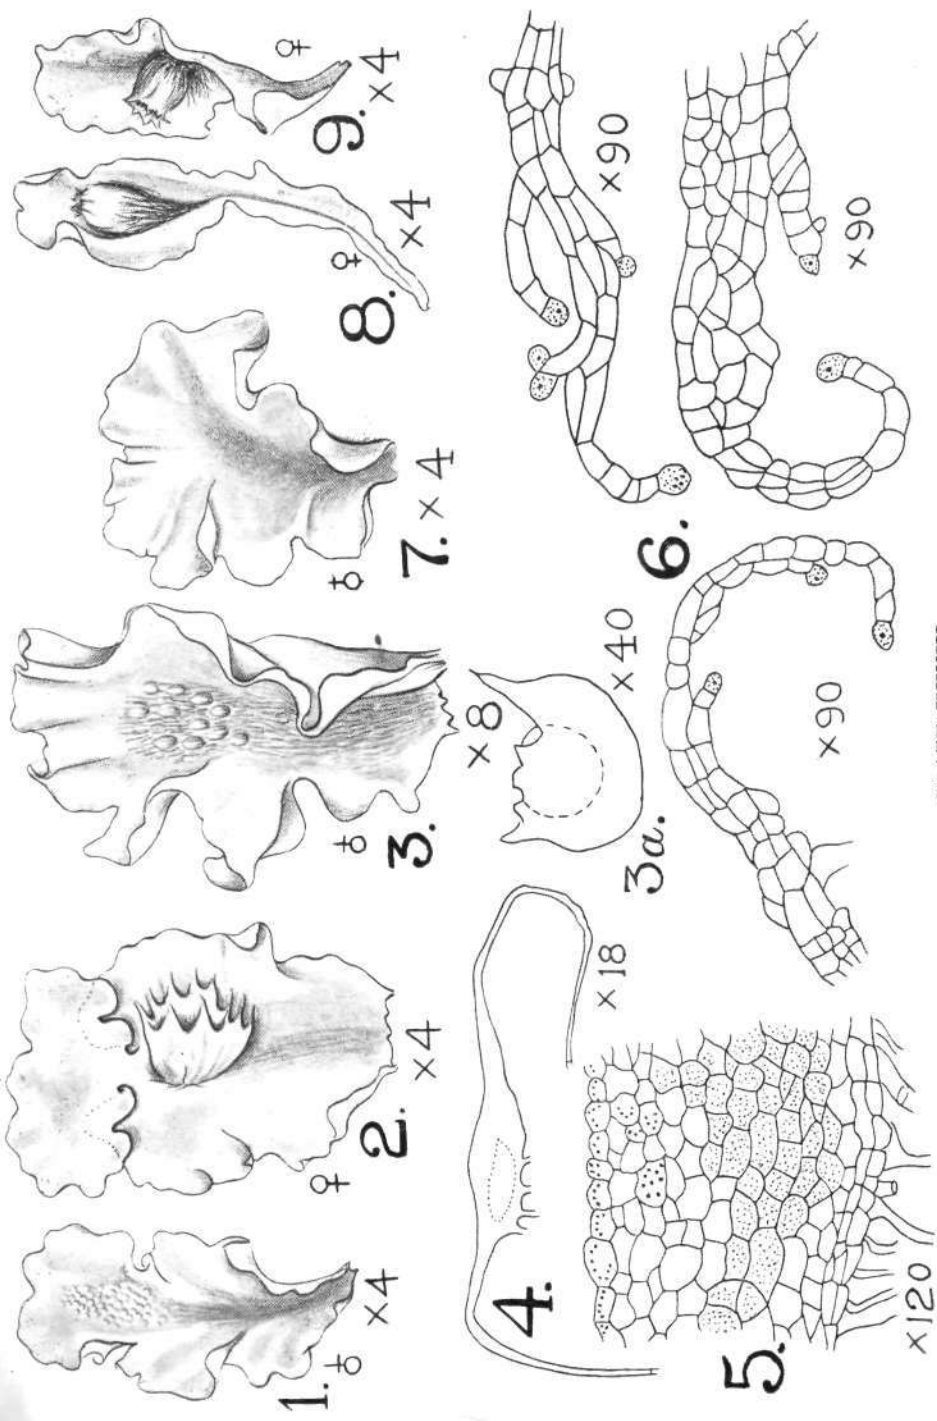 1. ♁ ×4
2. ♀ ×4
3. ♁ ×8
7. ♁ ×4
8. ♀ ×4
9. ♀ ×4
4. ×18
3a. ×40
5. ×120
6. ×90
×90
×90